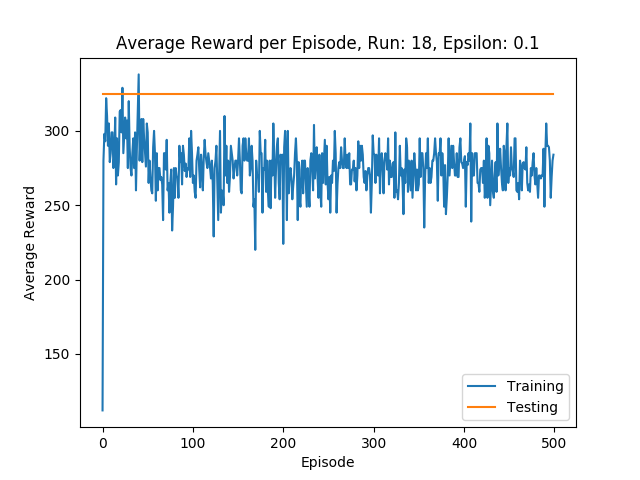 Average Reward per Episode, Run: 18, Epsilon: 0.1
Average Reward
300
250
200
150
0 100 200 300 400 500
Episode
Training
Testing